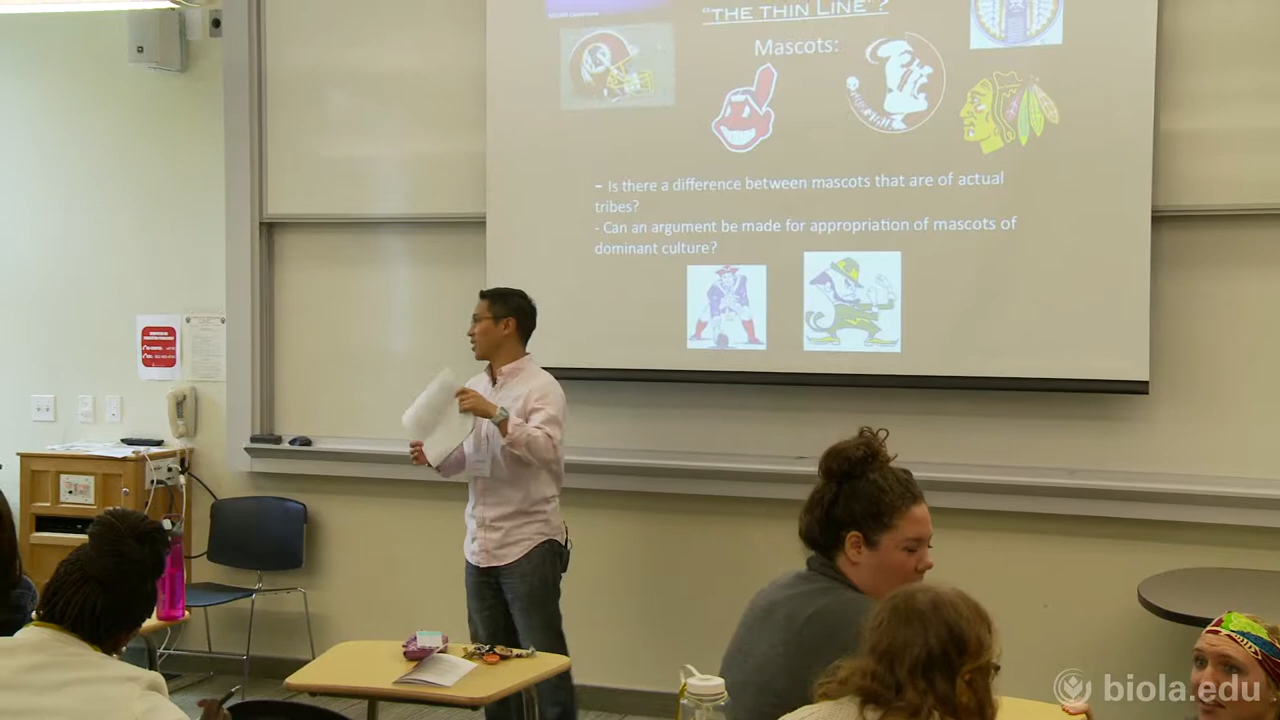 "THE THIN LINE"?
Mascots:
– Is there a difference between mascots that are of actual
tribes?
- Can an argument be made for appropriation of mascots of
dominant culture?
biola.edu